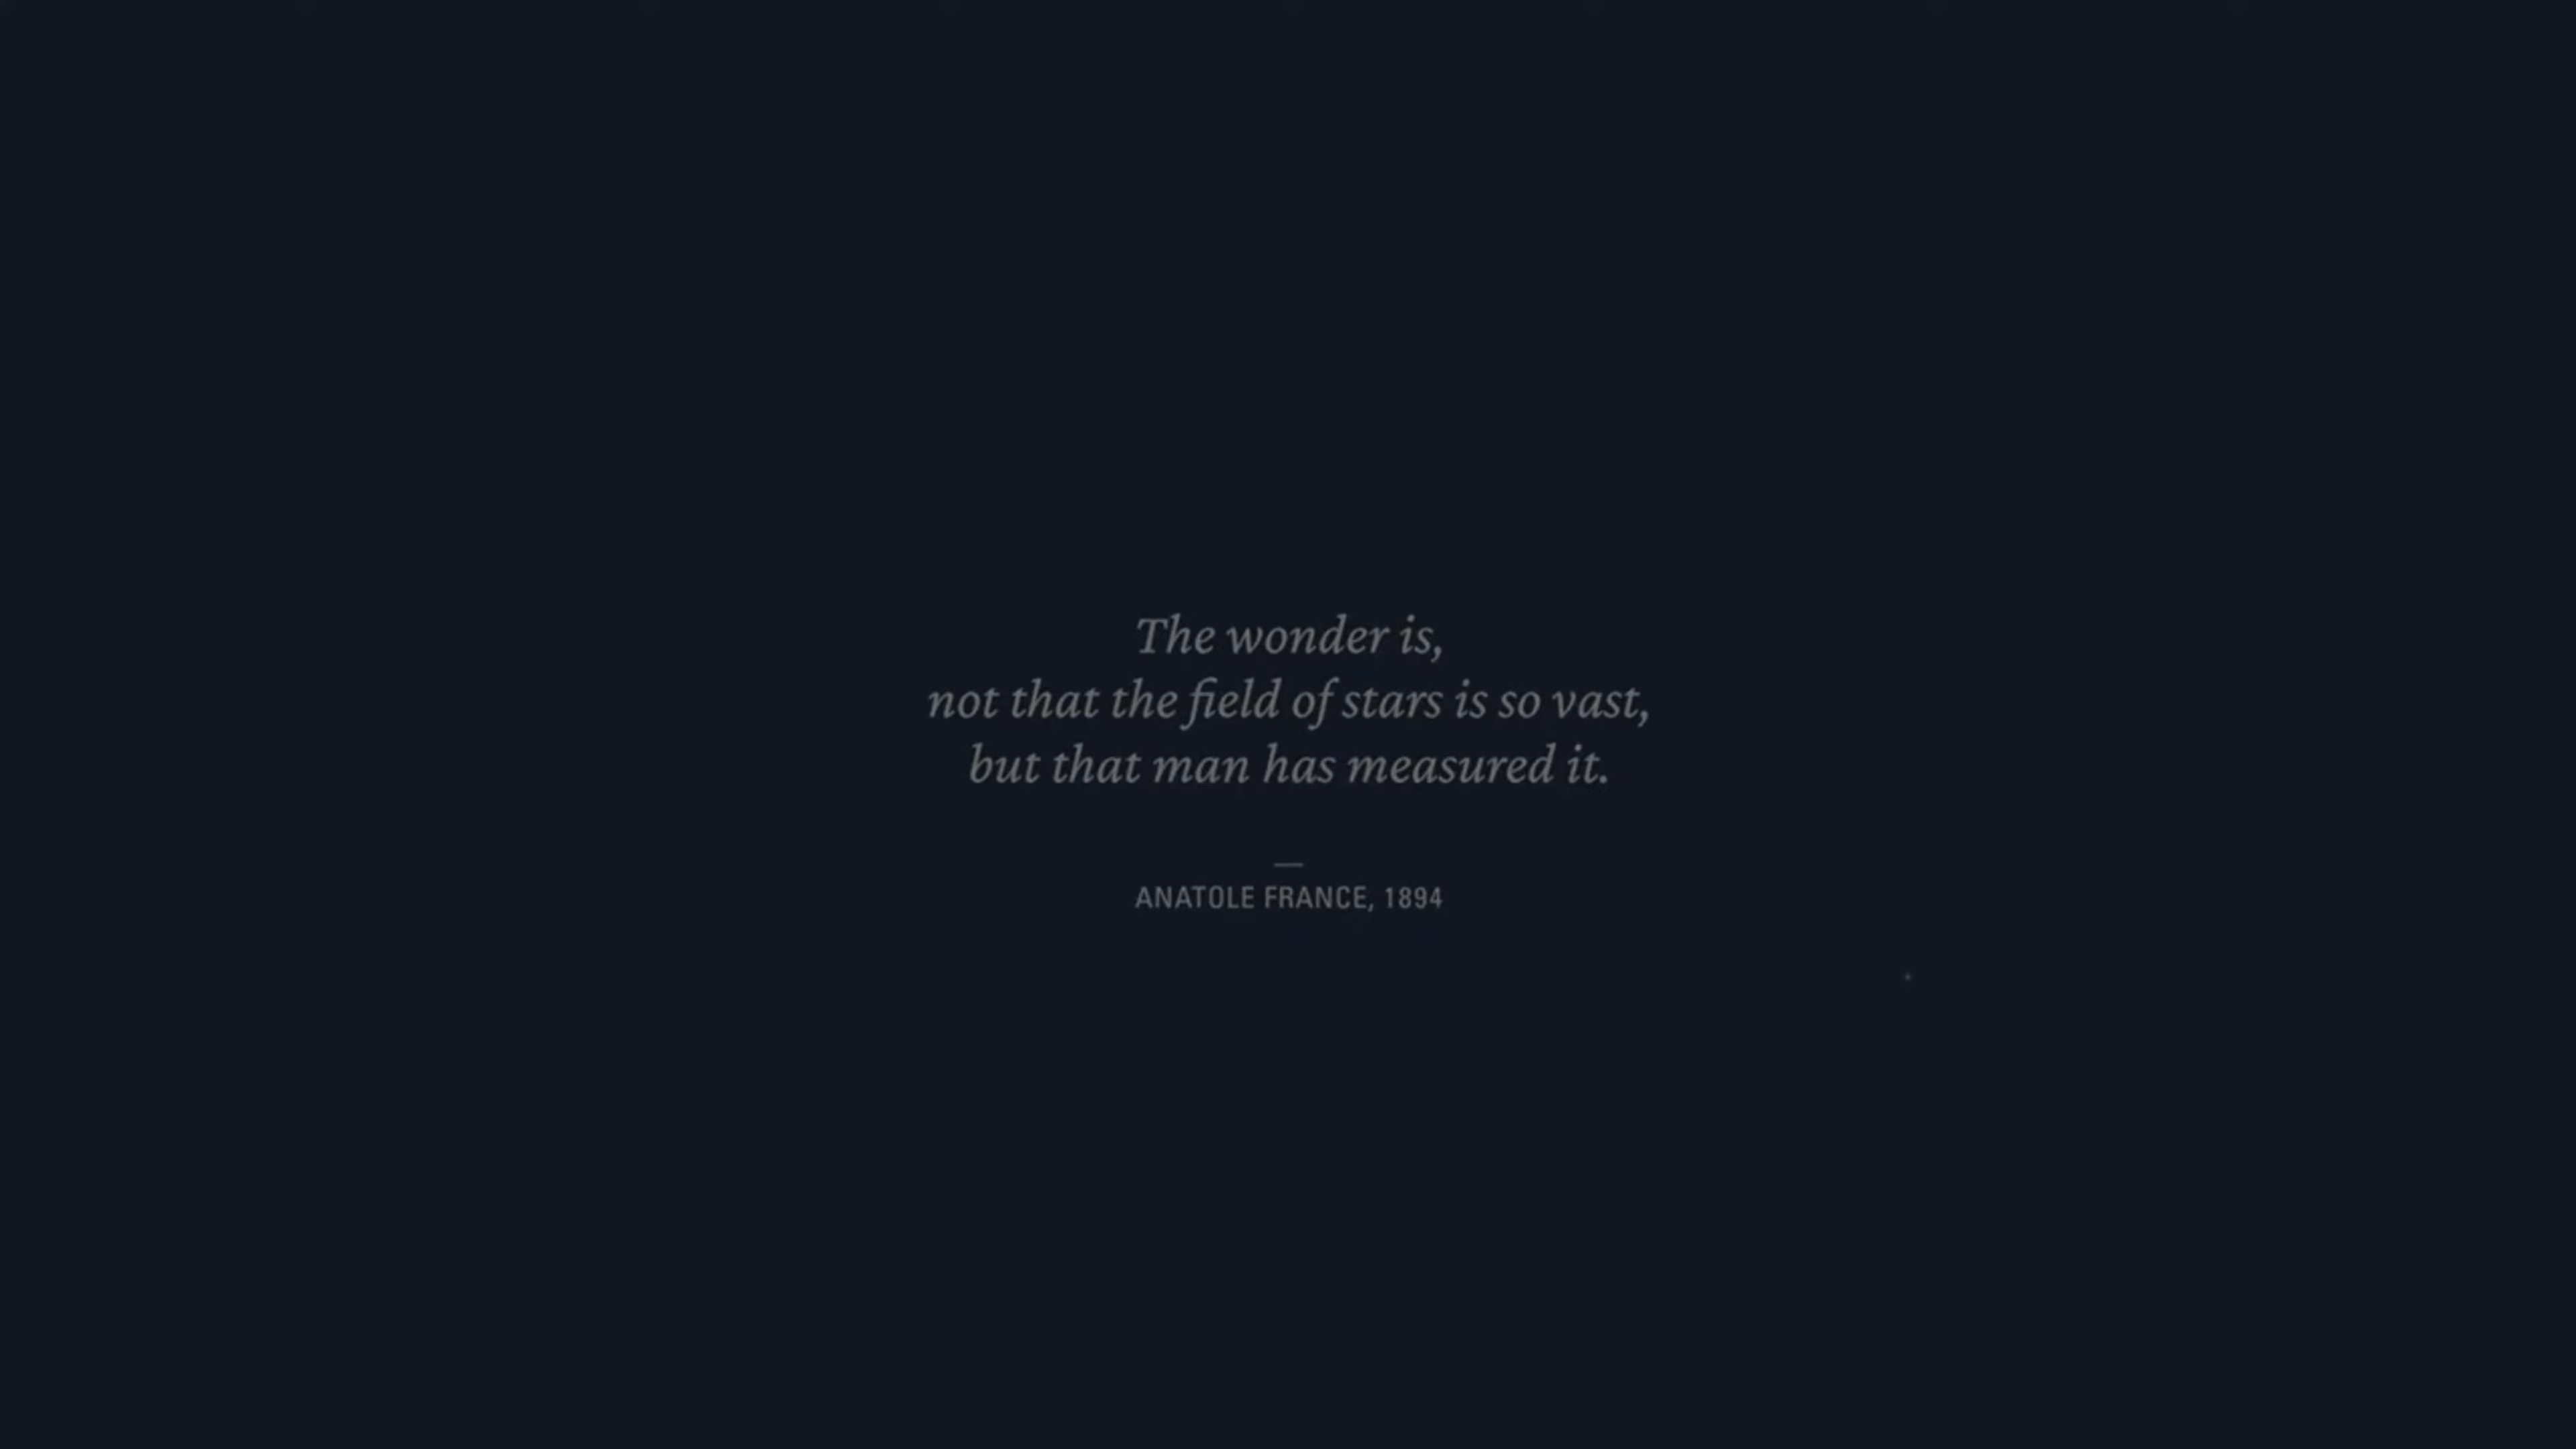 The wonder is,
not that the field of stars is so vast,
but that man has measured it.
—
ANATOLE FRANCE, 1894